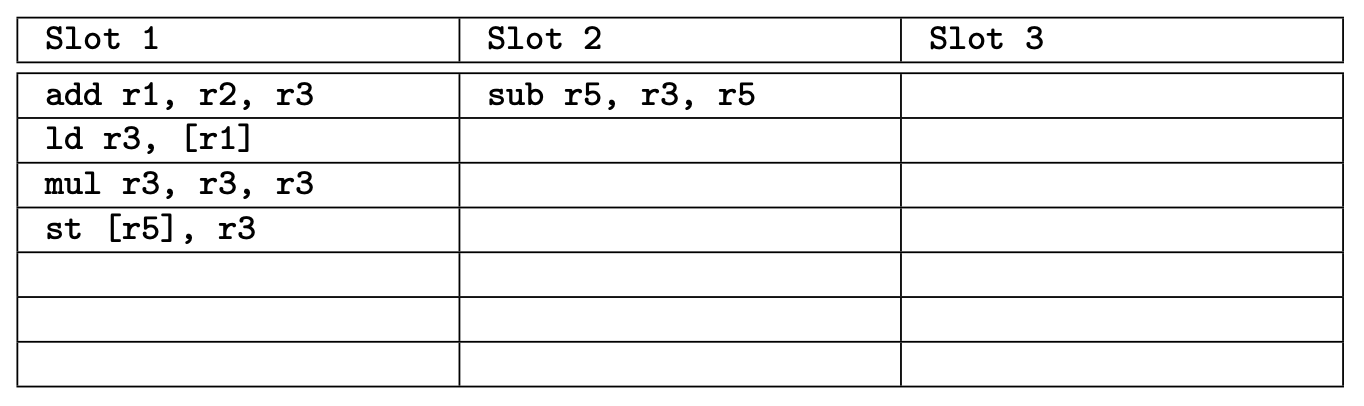 Slot 1 Slot 2 Slot 3
add r1, r2, r3 sub r5, r3, r5
ld r3, [r1]
mul r3, r3, r3
st [r5], r3